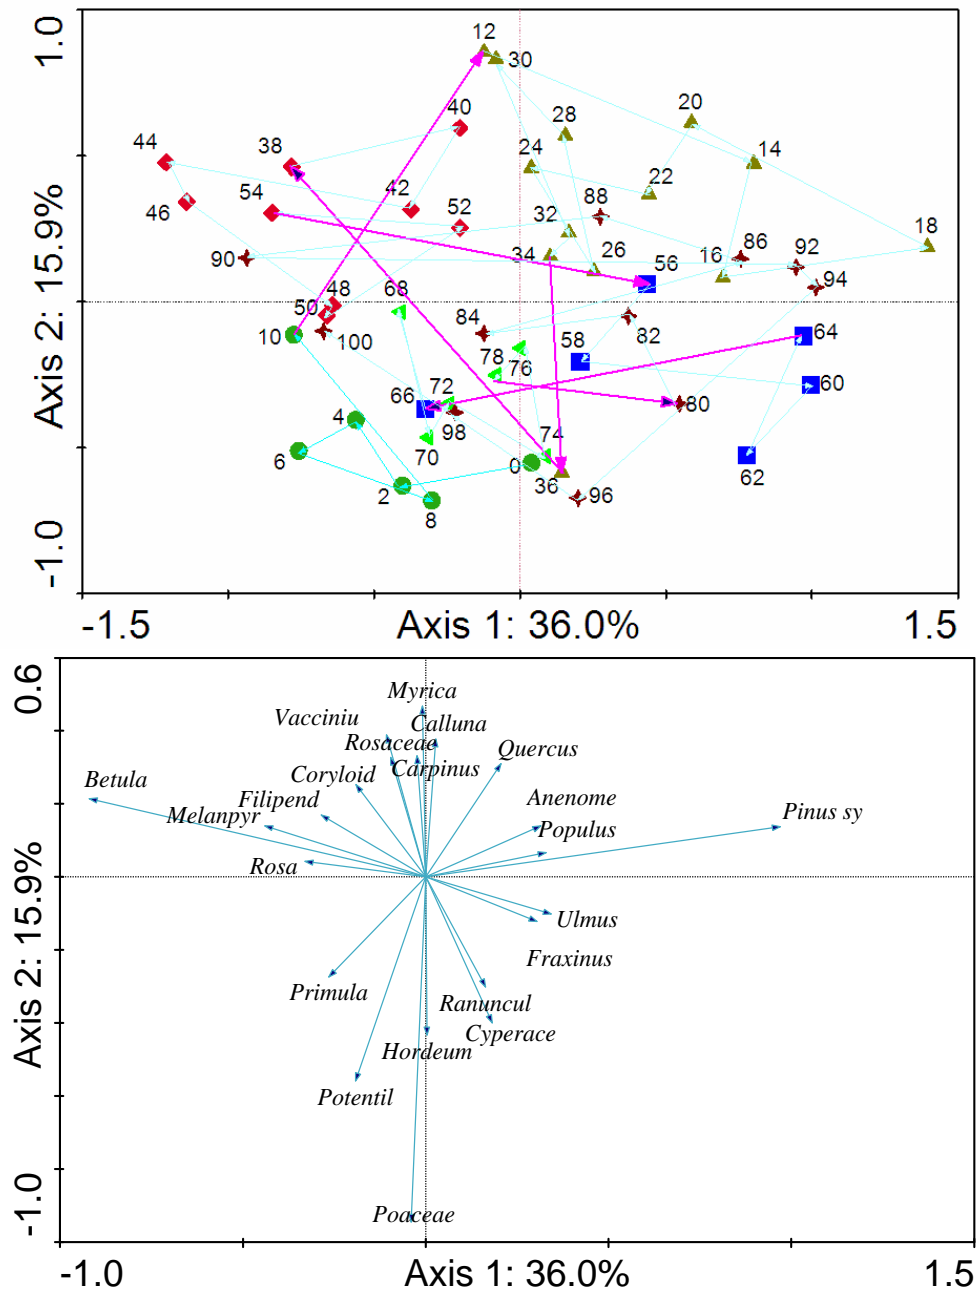 1.0
12
30
40
28
20
44
38
24
14
22
46
54
42
52
32
88
18
34
26
16
86
92
90
56
94
48
68
50
10
100
84
82
58
64
78
76
60
66
72
4
80
98
6
70
74
0
62
2
36
96
8
Axis 2: 15.9%
-1.0
-1.5
Axis 1: 36.0%
1.5
0.6
Myrica
Vacciniu
Calluna
Rosaceae
Quercus
Betula
Coryloid
Carpinus
Filipend
Anenome
Pinus sy
Melanpyr
Populus
Rosa
Ulmus
Fraxinus
Primula
Ranuncul
Cyperace
Hordeum
Potentil
Poaceae
Axis 2: 15.9%
-1.0
-1.0
Axis 1: 36.0%
1.5